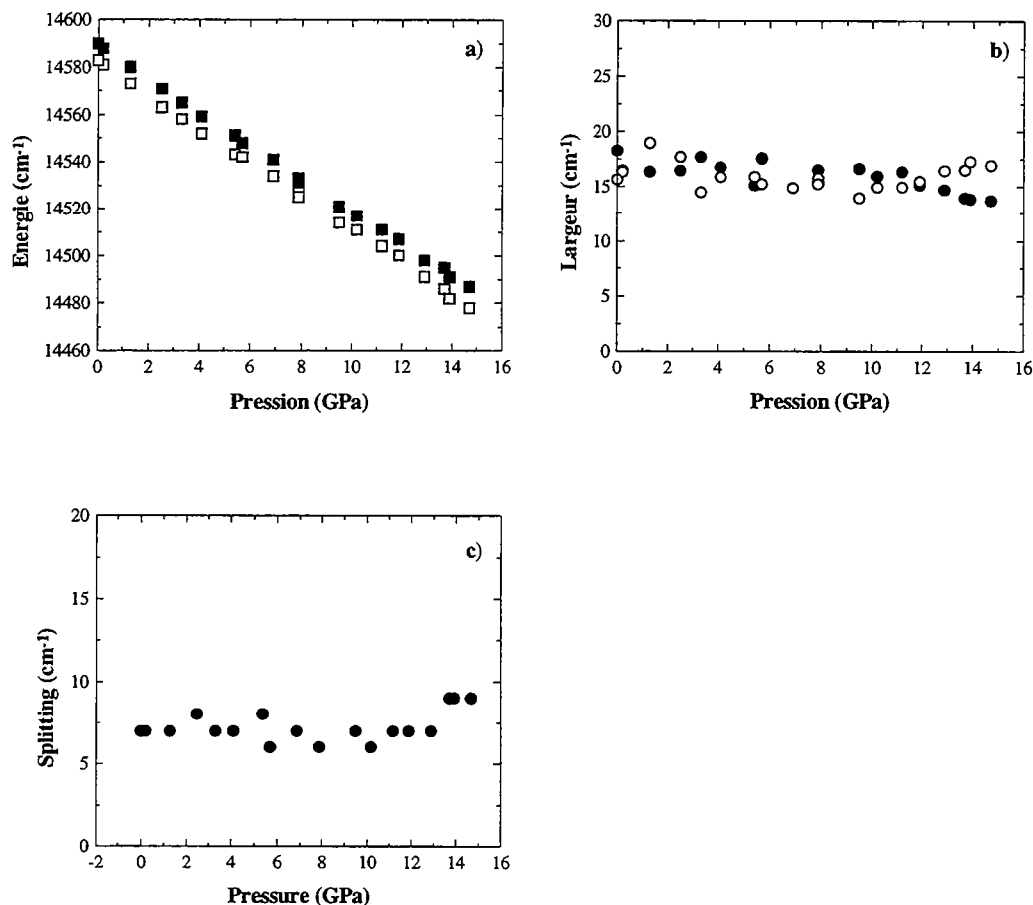 a)
14600
14580
14560
14540
14520
14500
14480
14460
Energie (cm-1)
0 2 4 6 8 10 12 14 16
Pression (GPa)
b)
30
25
20
15
10
5
0
Largeur (cm-1)
0 2 4 6 8 10 12 14 16
Pression (GPa)
c)
20
15
10
5
0
Splitting (cm-1)
-2 0 2 4 6 8 10 12 14 16
Pressure (GPa)